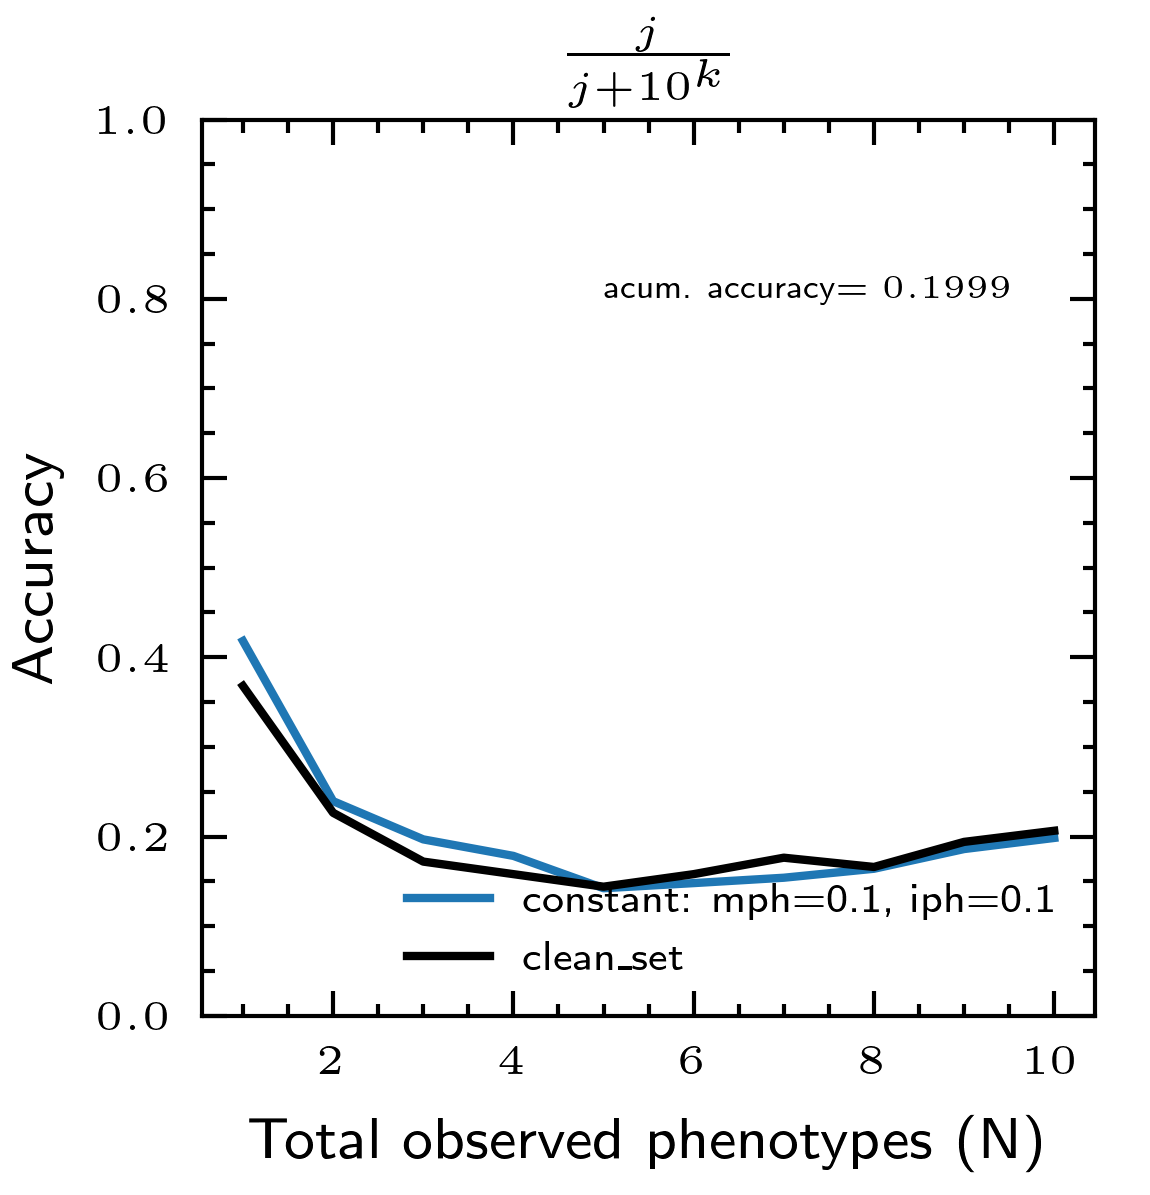 j
j+10^k
1.0
acum. accuracy= 0.1999
0.8
0.6
Accuracy
0.4
0.2
constant: mph=0.1, iph=0.1
clean_set
0.0
2 4 6 8 10
Total observed phenotypes (N)